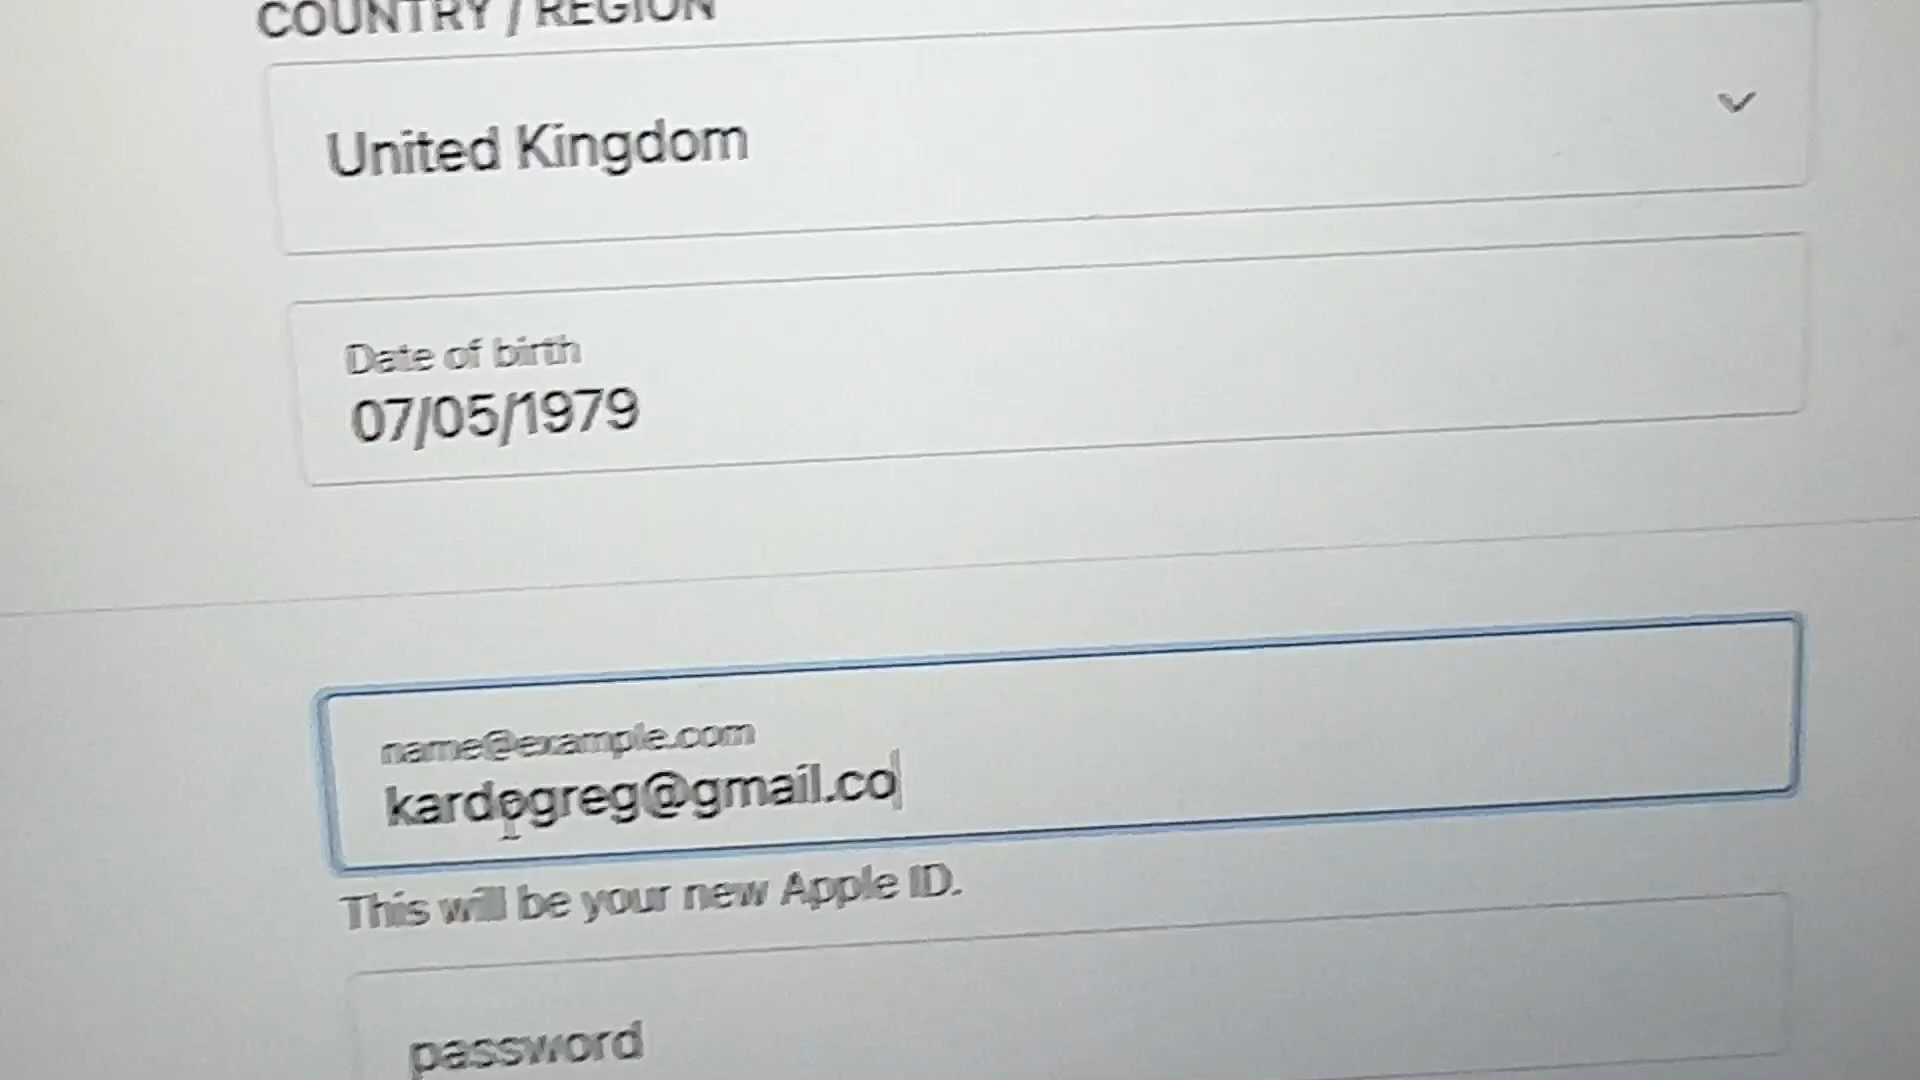 COUNTRY / REGION
United Kingdom
Date of birth
07/05/1979
name@example.com
kardogreg@gmail.co
This will be your new Apple ID.
password